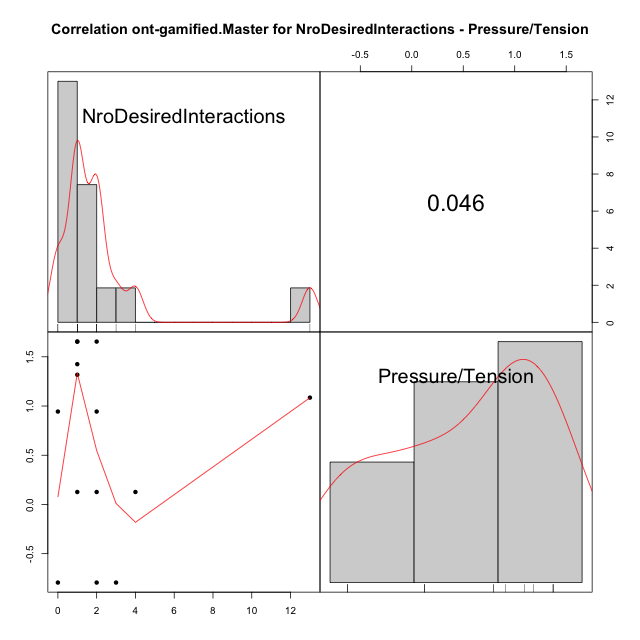 Correlation ont-gamified.Master for NroDesiredInteractions - Pressure/Tension
-0.5 0.0 0.5 1.0 1.5
NroDesiredInteractions
0.046
12
10
8
6
4
2
0
1.5
1.0
0.5
0.0
-0.5
Pressure/Tension
0 2 4 6 8 10 12